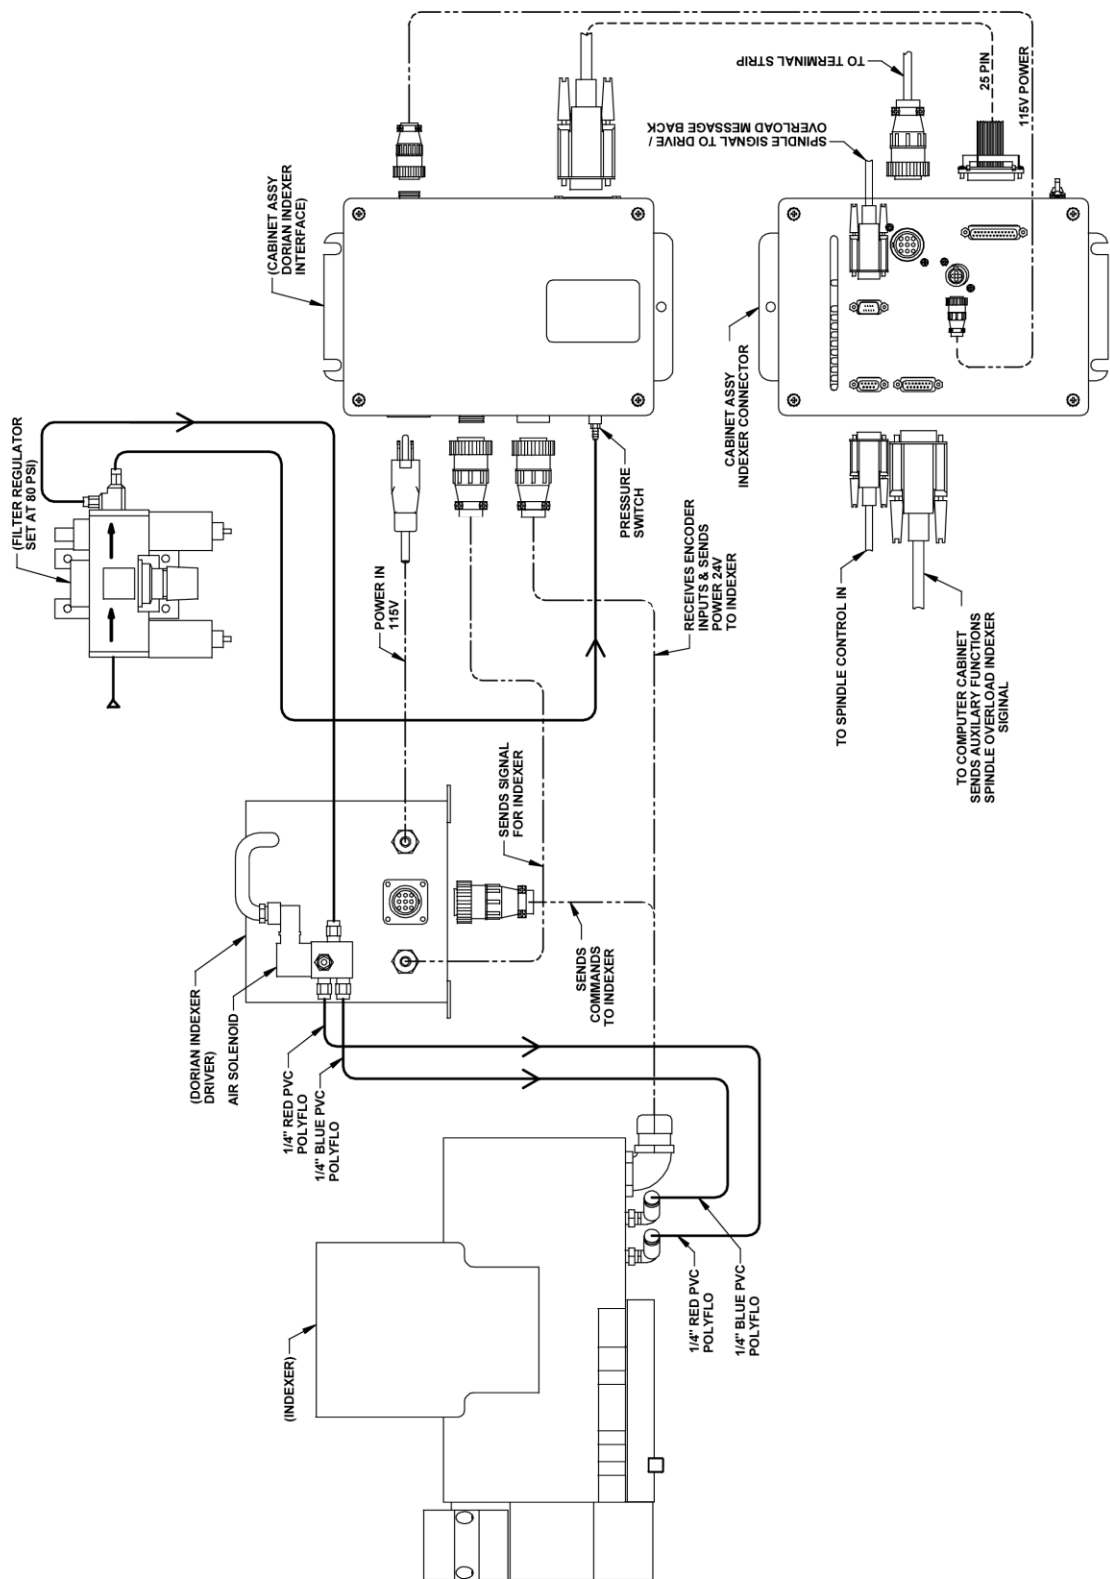 (FILTER REGULATOR
SET AT 80 PSI)
(CABINET ASSY
DORIAN INDEXER
INTERFACE)
TO TERMINAL STRIP
SPINDLE SIGNAL TO DRIVE /
OVERLOAD MESSAGE BACK
25 PIN
115V POWER
CABINET ASSY
INDEXER CONNECTOR
PRESSURE
SWITCH
POWER IN
115V
RECEIVES ENCODER
INPUTS & SENDS
POWER 24V
TO INDEXER
TO SPINDLE CONTROL IN
TO COMPUTER CABINET
SENDS AUXILARY FUNCTIONS
SPINDLE OVERLOAD INDEXER
SIGINAL
SENDS SIGNAL
FOR INDEXER
SENDS
COMMANDS
TO INDEXER
(DORIAN INDEXER
DRIVER)
AIR SOLENOID
1/4" RED PVC
POLYFLO
1/4" BLUE PVC
POLYFLO
(INDEXER)
1/4" RED PVC
POLYFLO
1/4" BLUE PVC
POLYFLO